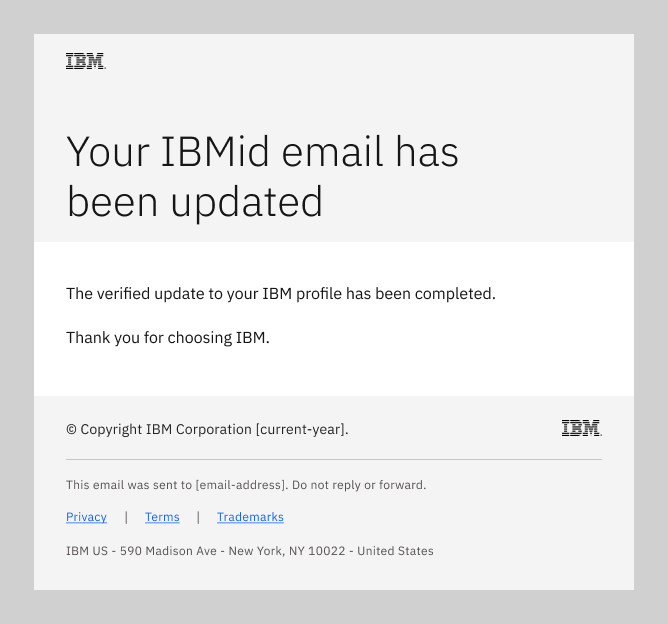 IBM
Your IBMid email has
been updated
The verified update to your IBM profile has been completed.
Thank you for choosing IBM.
© Copyright IBM Corporation [current-year].
IBM
This email was sent to [email-address]. Do not reply or forward.
Privacy | Terms | Trademarks
IBM US - 590 Madison Ave - New York, NY 10022 - United States